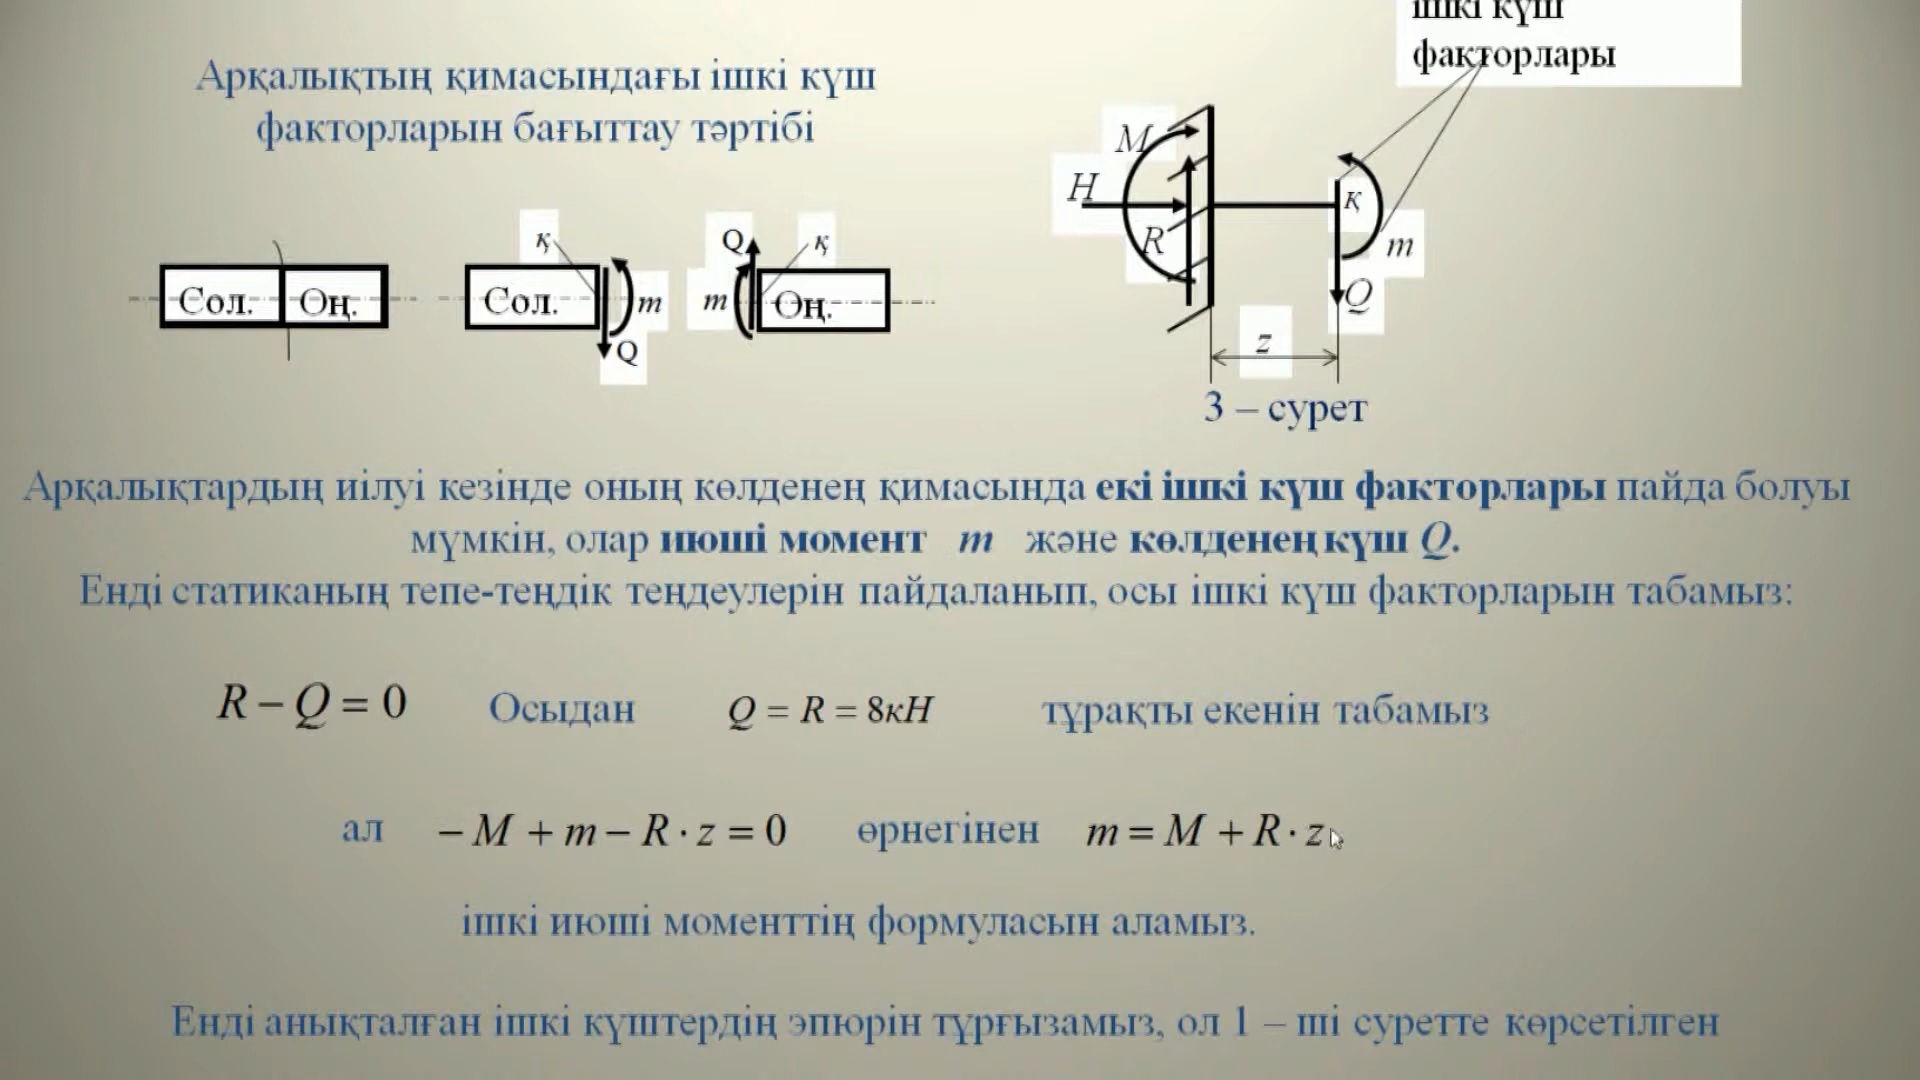 ішкі күш
факторлары
Арқалықтың қимасындағы ішкі күш
факторларын бағыттау тәртібі
Сол. Оң.
қ
Сол.
m
Q
Q
қ
m
Оң.
M
H
R
қ
m
Q
z
3 – сурет
Арқалықтардың иілуі кезінде оның көлденең қимасында екі ішкі күш факторлары пайда болуы
мүмкін, олар июші момент m және көлденең күш Q.
Енді статиканың тепе-теңдік теңдеулерін пайдаланып, осы ішкі күш факторларын табамыз:
R – Q = 0 Осыдан Q = R = 8кН тұрақты екенін табамыз
ал – M + m – R · z = 0 өрнегінен m = M + R · z
ішкі июші моменттің формуласын аламыз.
Енді анықталған ішкі күштердің эпюрін тұрғызамыз, ол 1 – ші суретте көрсетілген